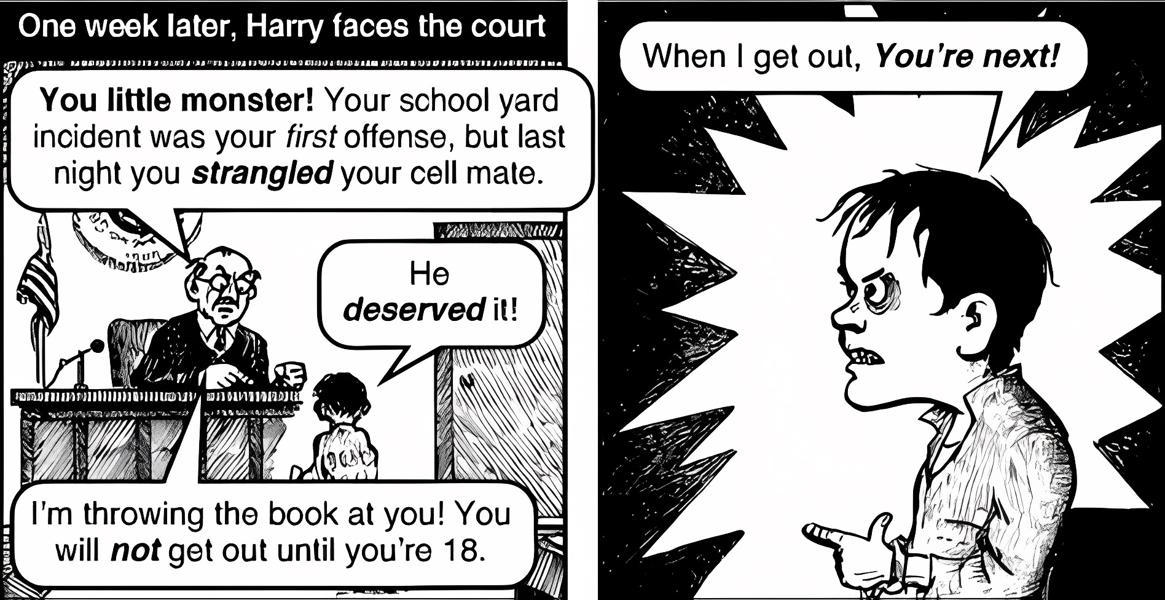 One week later, Harry faces the court
You little monster! Your school yard
incident was your first offense, but last
night you strangled your cell mate.
He
deserved it!
I'm throwing the book at you! You
will not get out until you're 18.
When I get out, You're next!